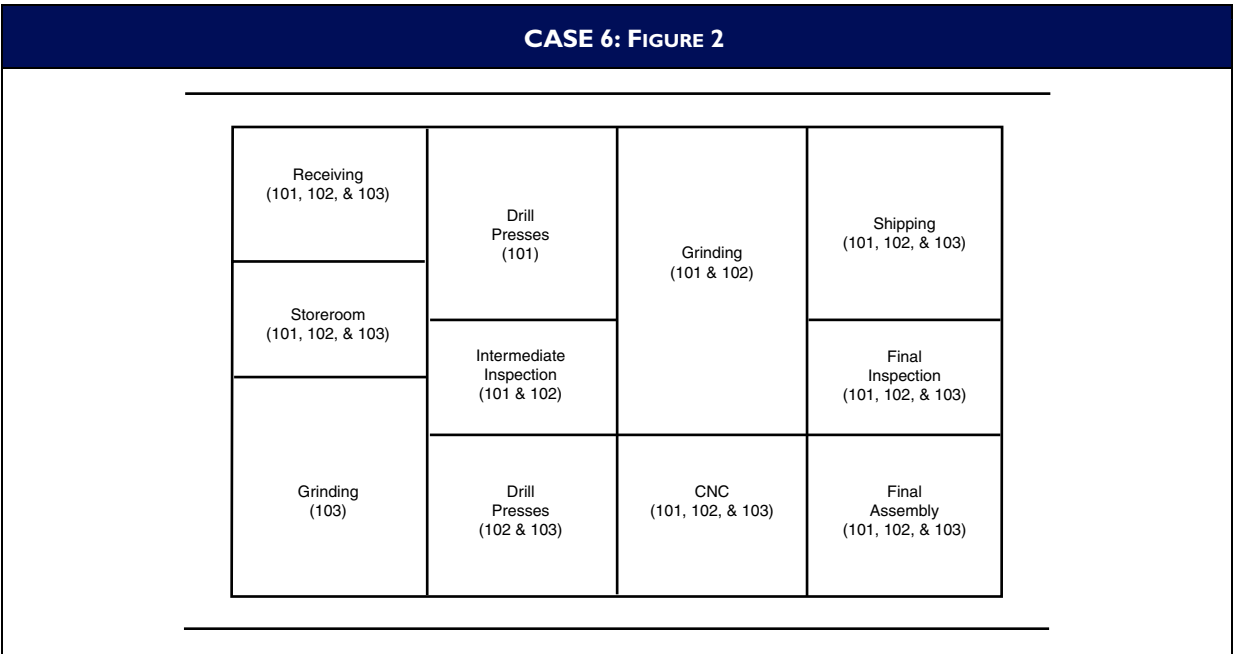 CASE 6: FIGURE 2
Receiving
(101, 102, & 103)
Storeroom
(101, 102, & 103)
Grinding
(103)
Drill
Presses
(101)
Intermediate
Inspection
(101 & 102)
Drill
Presses
(102 & 103)
Grinding
(101 & 102)
CNC
(101, 102, & 103)
Shipping
(101, 102, & 103)
Final
Inspection
(101, 102, & 103)
Final
Assembly
(101, 102, & 103)